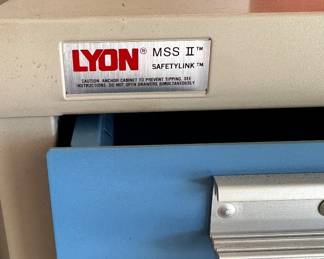 LYON® MSS II™
SAFETYLINK™
CAUTION: ANCHOR CABINET TO PREVENT TIPPING. SEE
INSTRUCTIONS. DO NOT OPEN DRAWERS SIMULTANEOUSLY.